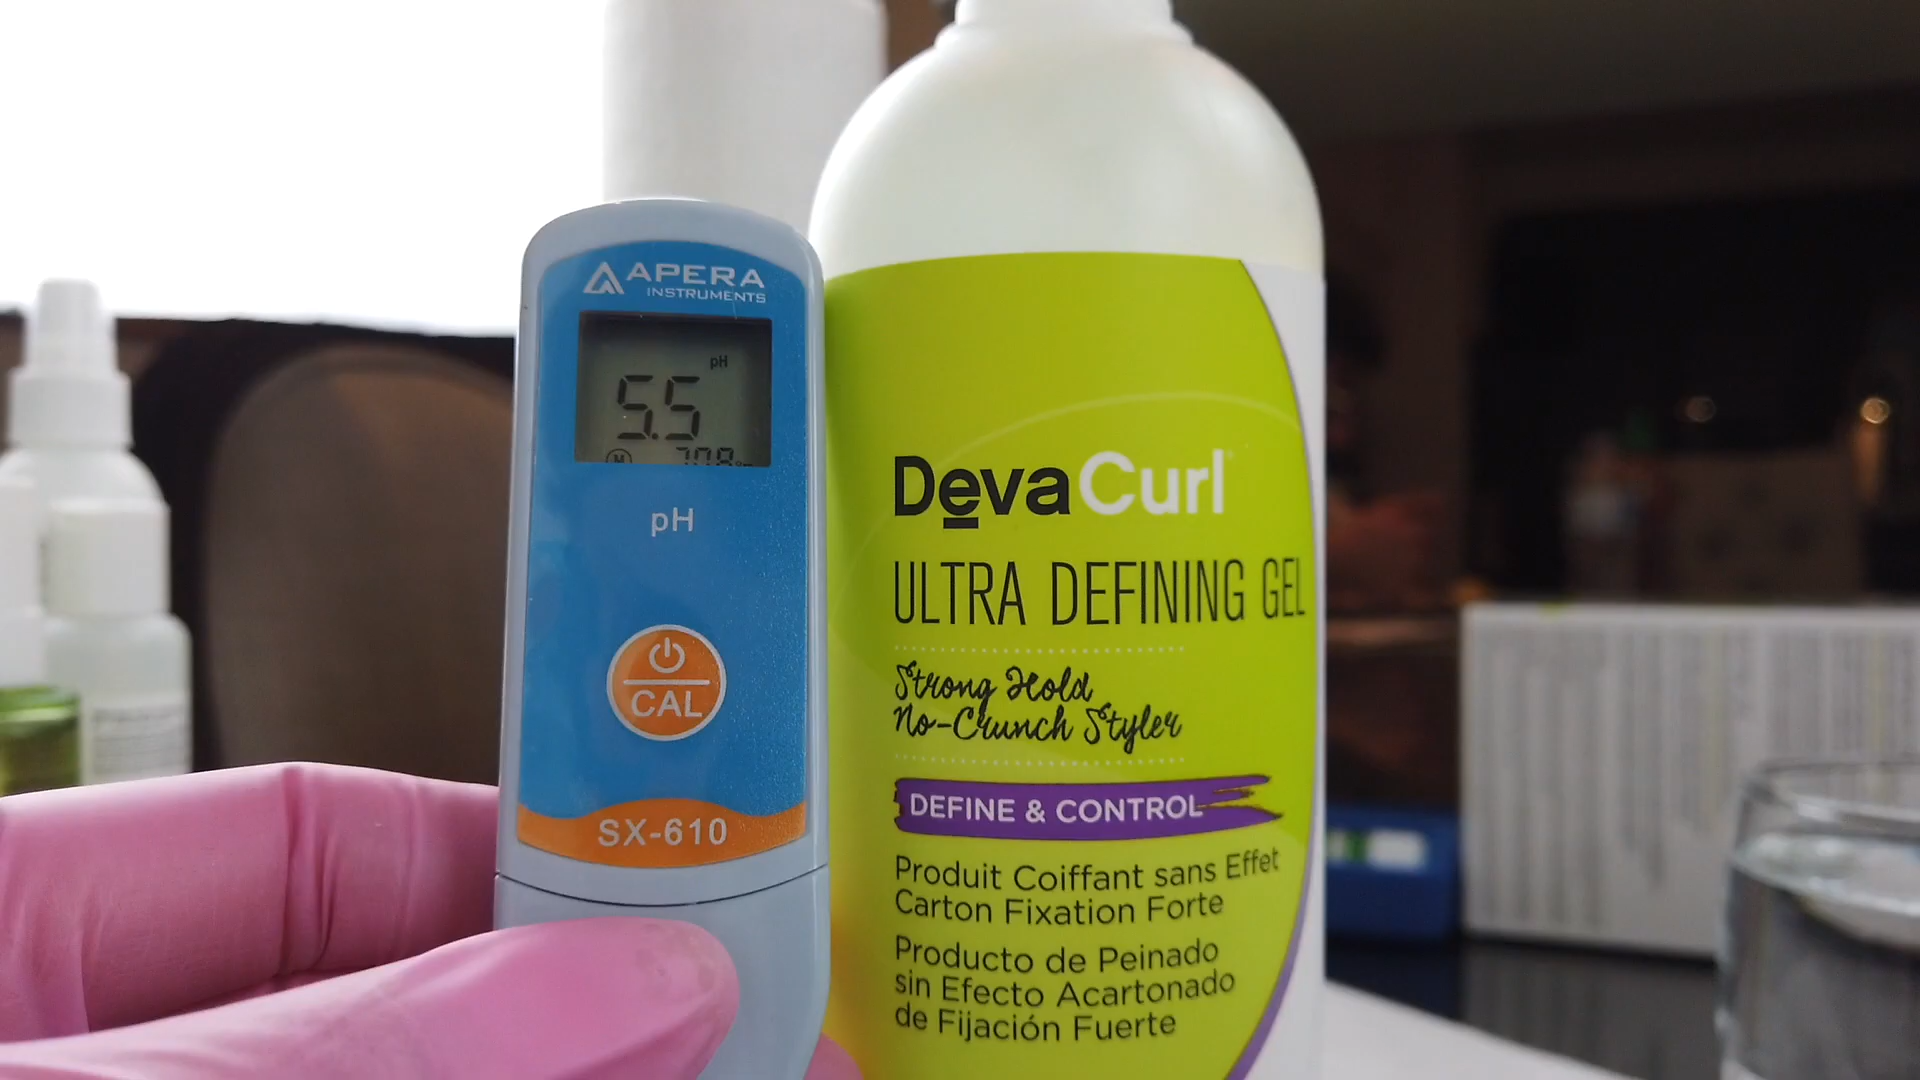 APERA
INSTRUMENTS
pH
5.5
M
pH
CAL
SX-610
DevaCurl
ULTRA DEFINING GEL
Strong Hold
No-Crunch Styler
DEFINE & CONTROL
Produit Coiffant sans Effet
Carton Fixation Forte
Producto de Peinado
sin Efecto Acartonado
de Fijación Fuerte